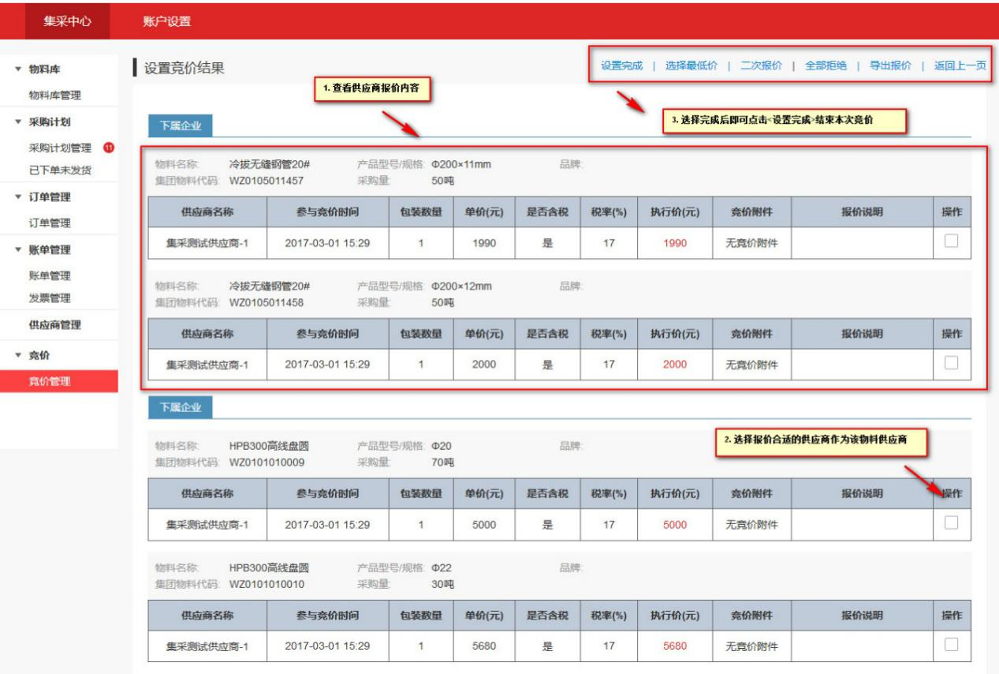 集采中心 账户设置
▼ 物料库
物料库管理
▼ 采购计划
采购计划管理 11
已下单未发货
▼ 订单管理
订单管理
▼ 账单管理
账单管理
发票管理
供应商管理
▼ 竞价
竞价管理
设置竞价结果
设置完成 | 选择最低价 | 二次报价 | 全部拒绝 | 导出报价 | 返回上一页
1. 查看供应商报价内容
3. 选择完成后即可点击<设置完成>结束本次竞价
下属企业
物料名称: 冷拔无缝钢管20# 产品型号/规格: Φ200×11mm 品牌:
集团物料代码: WZ0105011457 采购量: 50吨
供应商名称 参与竞价时间 包装数量 单价(元) 是否含税 税率(%) 执行价(元) 竞价附件 报价说明 操作
集采测试供应商-1 2017-03-01 15:29 1 1990 是 17 1990 无竞价附件
物料名称: 冷拔无缝钢管20# 产品型号/规格: Φ200×12mm 品牌:
集团物料代码: WZ0105011458 采购量: 50吨
供应商名称 参与竞价时间 包装数量 单价(元) 是否含税 税率(%) 执行价(元) 竞价附件 报价说明 操作
集采测试供应商-1 2017-03-01 15:29 1 2000 是 17 2000 无竞价附件
下属企业
2. 选择报价合适的供应商作为该物料供应商
物料名称: HPB300高线盘圆 产品型号/规格: Φ20 品牌:
集团物料代码: WZ0101010009 采购量: 70吨
供应商名称 参与竞价时间 包装数量 单价(元) 是否含税 税率(%) 执行价(元) 竞价附件 报价说明 操作
集采测试供应商-1 2017-03-01 15:29 1 5000 是 17 5000 无竞价附件
物料名称: HPB300高线盘圆 产品型号/规格: Φ22 品牌:
集团物料代码: WZ0101010010 采购量: 30吨
供应商名称 参与竞价时间 包装数量 单价(元) 是否含税 税率(%) 执行价(元) 竞价附件 报价说明 操作
集采测试供应商-1 2017-03-01 15:29 1 5680 是 17 5680 无竞价附件